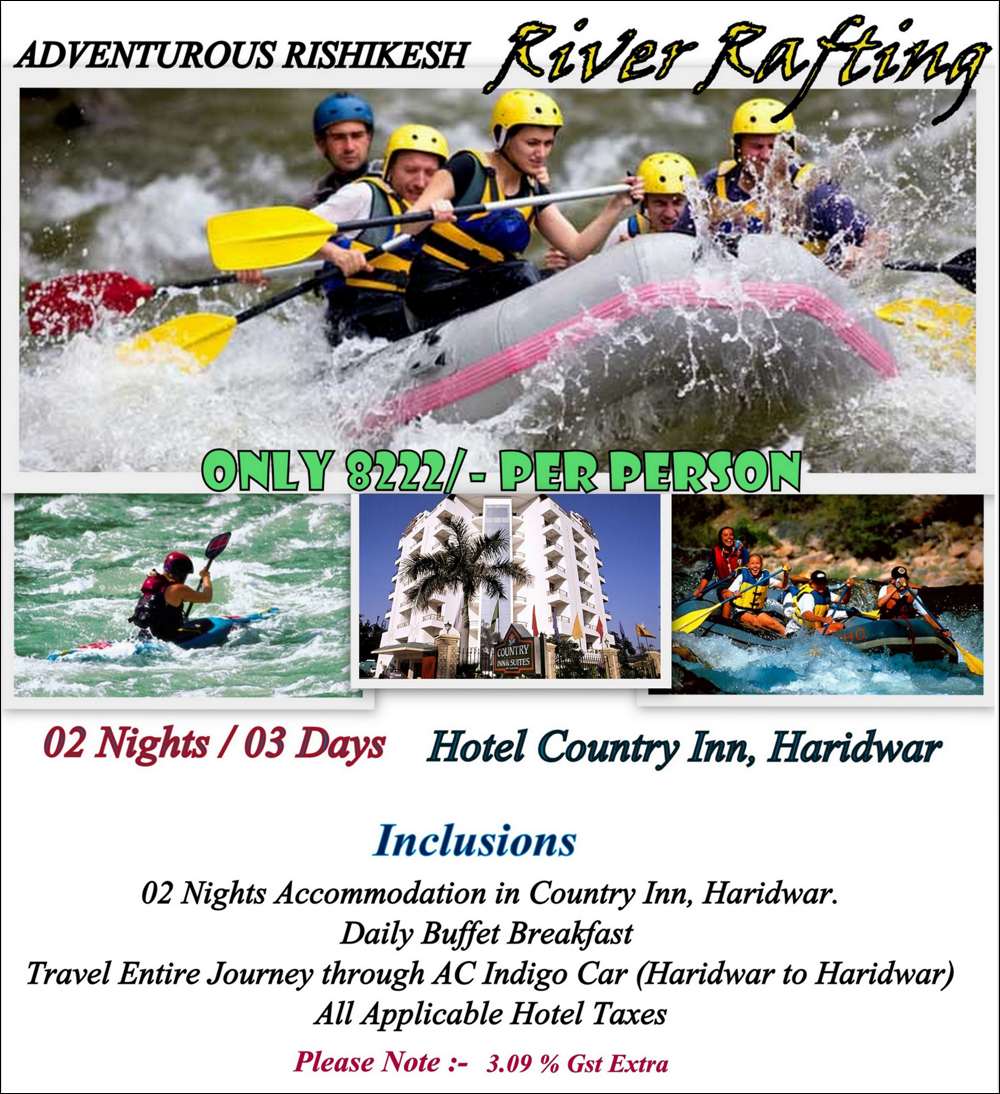 ADVENTUROUS RISHIKESH River Rafting
ONLY 8222/- PER PERSON
COUNTRY
INN & SUITES
02 Nights / 03 Days Hotel Country Inn, Haridwar
Inclusions
02 Nights Accommodation in Country Inn, Haridwar.
Daily Buffet Breakfast
Travel Entire Journey through AC Indigo Car (Haridwar to Haridwar)
All Applicable Hotel Taxes
Please Note :- 3.09 % Gst Extra